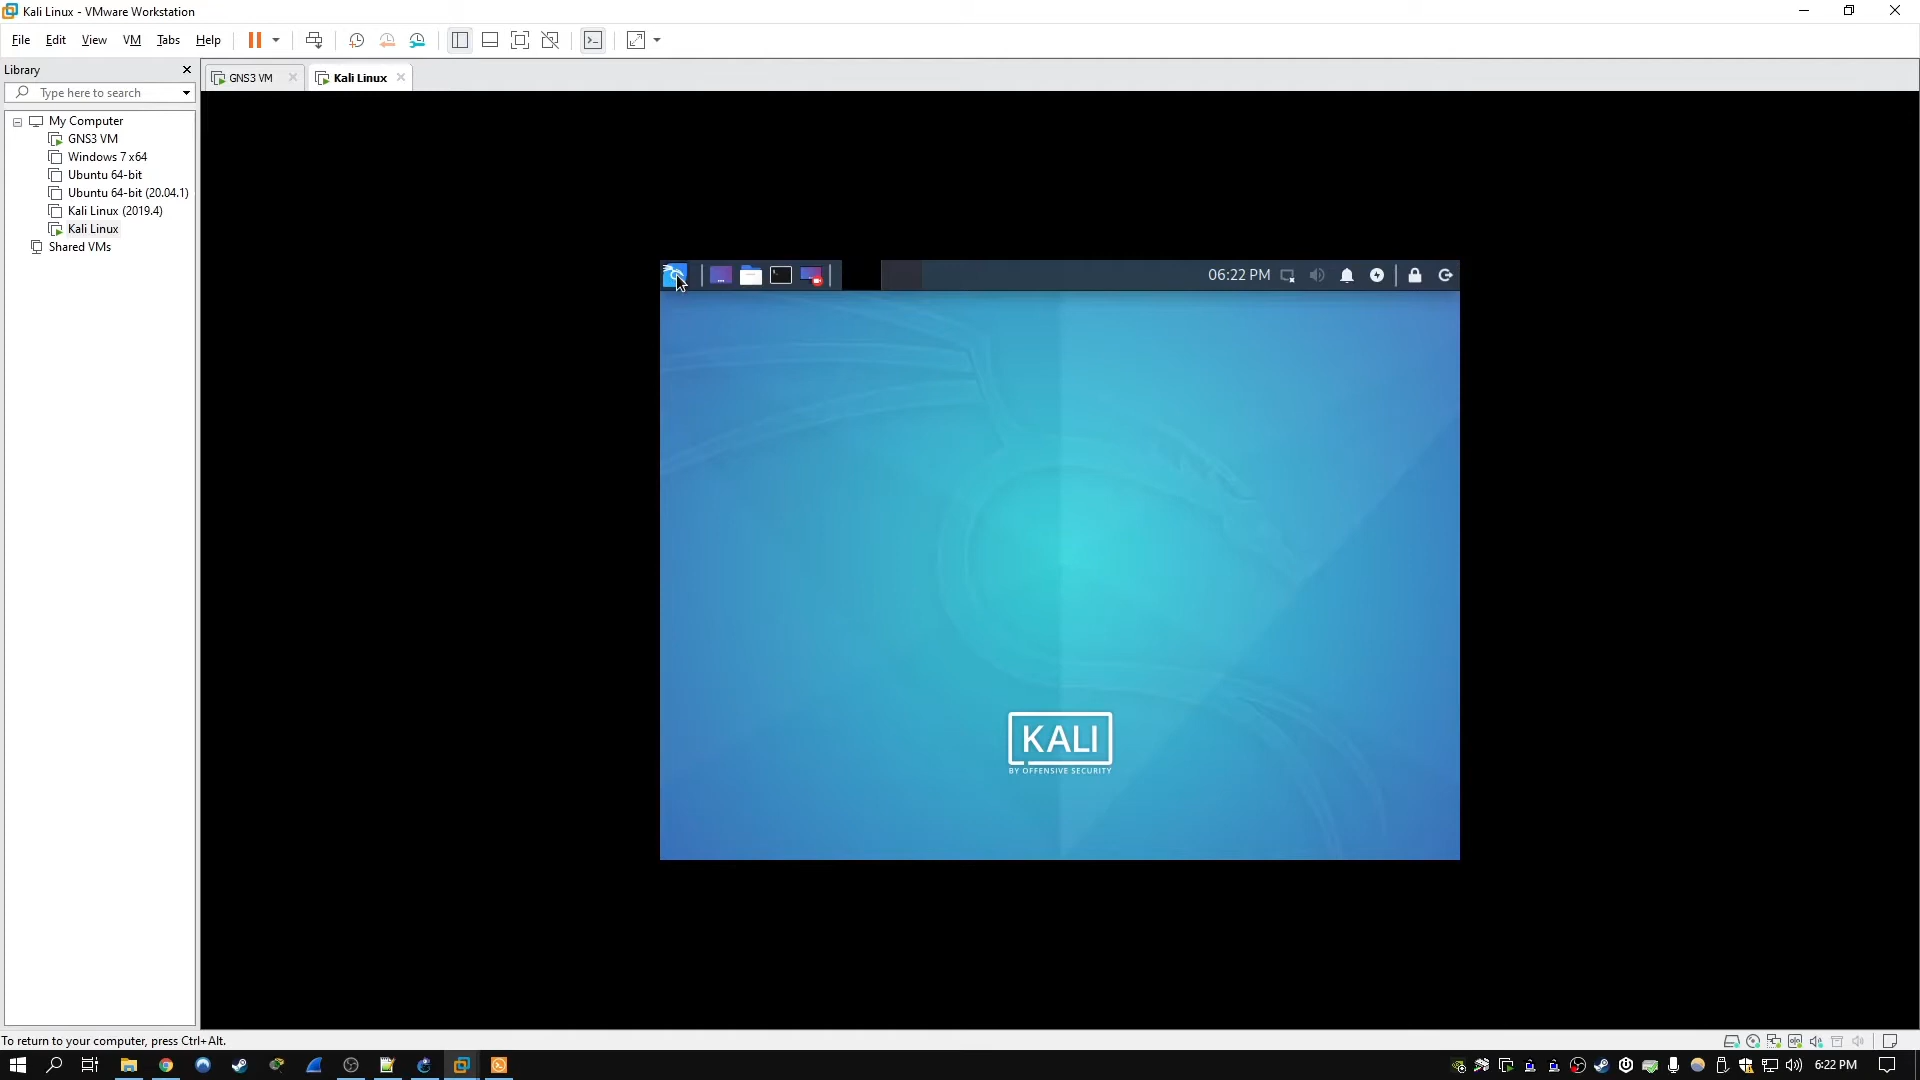 Kali Linux - VMware Workstation
File Edit View VM Tabs Help
Library
Type here to search
GNS3 VM Kali Linux
My Computer
GNS3 VM
Windows 7 x64
Ubuntu 64-bit
Ubuntu 64-bit (20.04.1)
Kali Linux (2019.4)
Kali Linux
Shared VMs
06:22 PM
KALI
BY OFFENSIVE SECURITY
To return to your computer, press Ctrl+Alt.
6:22 PM